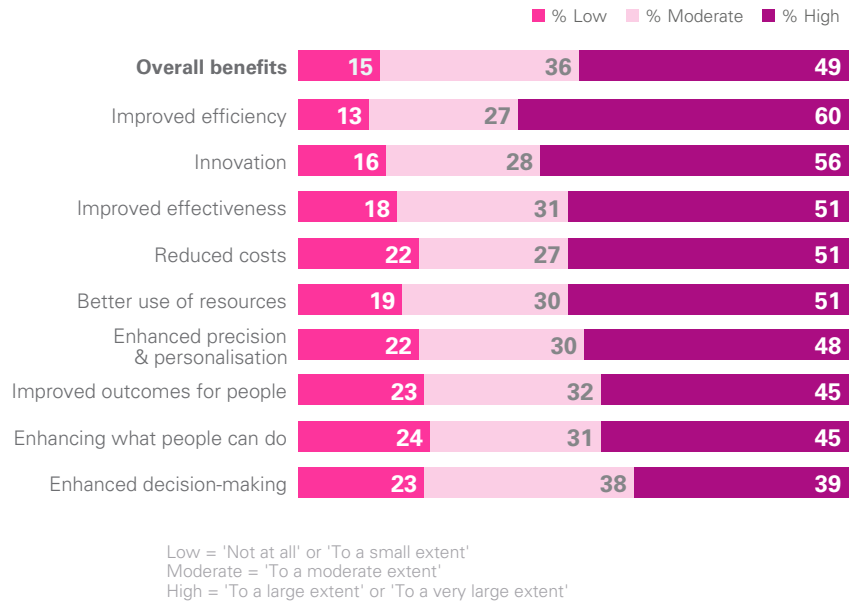 % Low % Moderate % High
Overall benefits 15 36 49
Improved efficiency 13 27 60
Innovation 16 28 56
Improved effectiveness 18 31 51
Reduced costs 22 27 51
Better use of resources 19 30 51
Enhanced precision
& personalisation 22 30 48
Improved outcomes for people 23 32 45
Enhancing what people can do 24 31 45
Enhanced decision-making 23 38 39
Low = 'Not at all' or 'To a small extent'
Moderate = 'To a moderate extent'
High = 'To a large extent' or 'To a very large extent'